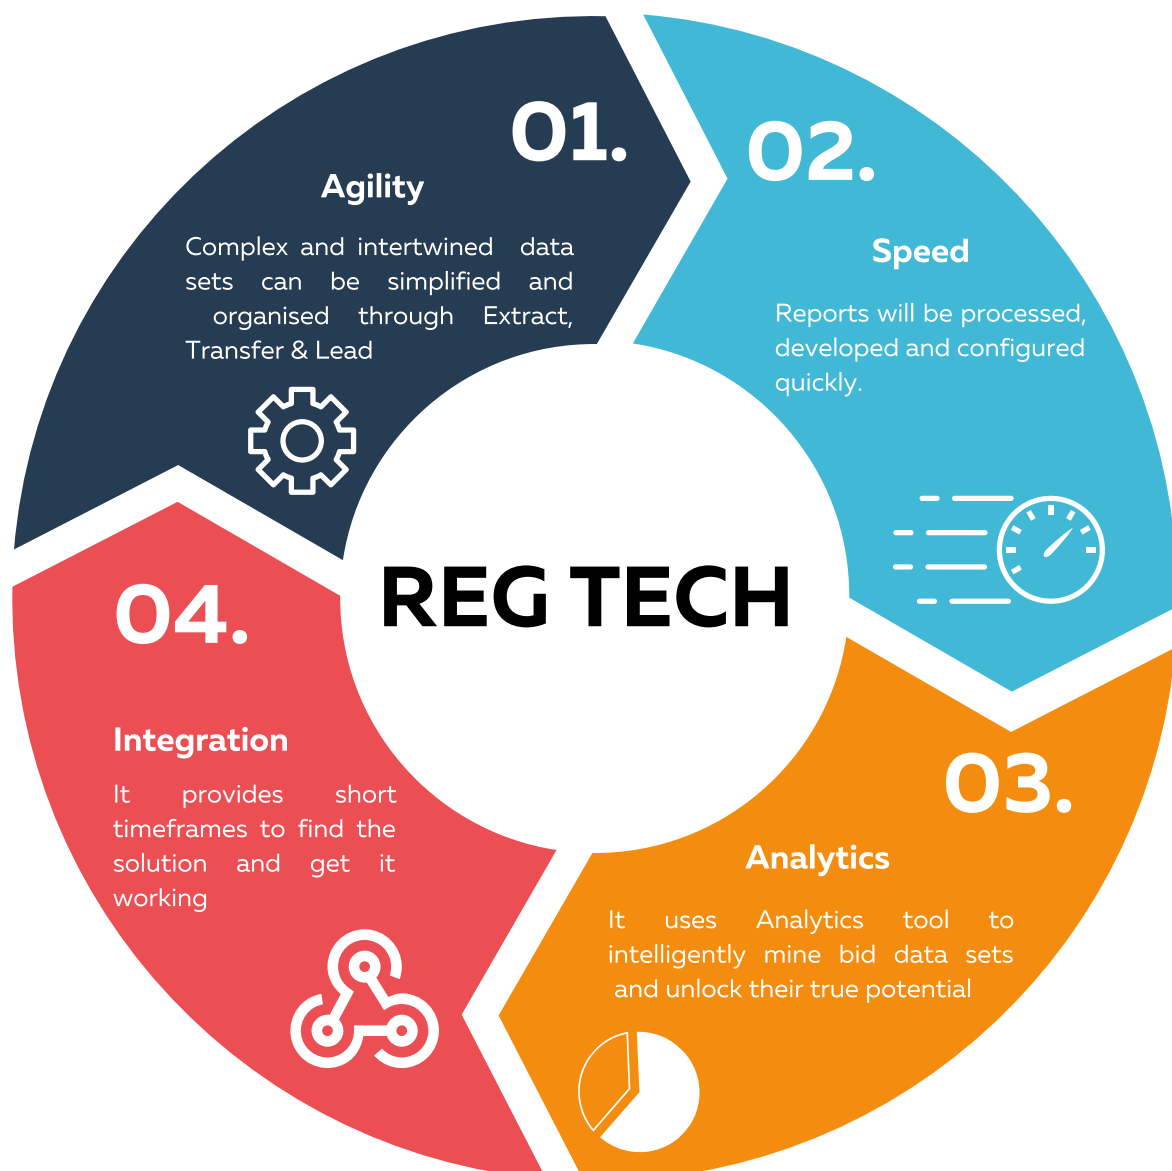 01.
Agility
Complex and intertwined data
sets can be simplified and
organised through Extract,
Transfer & Lead
02.
Speed
Reports will be processed,
developed and configured
quickly.
REG TECH
03.
Analytics
It uses Analytics tool to
intelligently mine bid data sets
and unlock their true potential
04.
Integration
It provides short
timeframes to find the
solution and get it
working